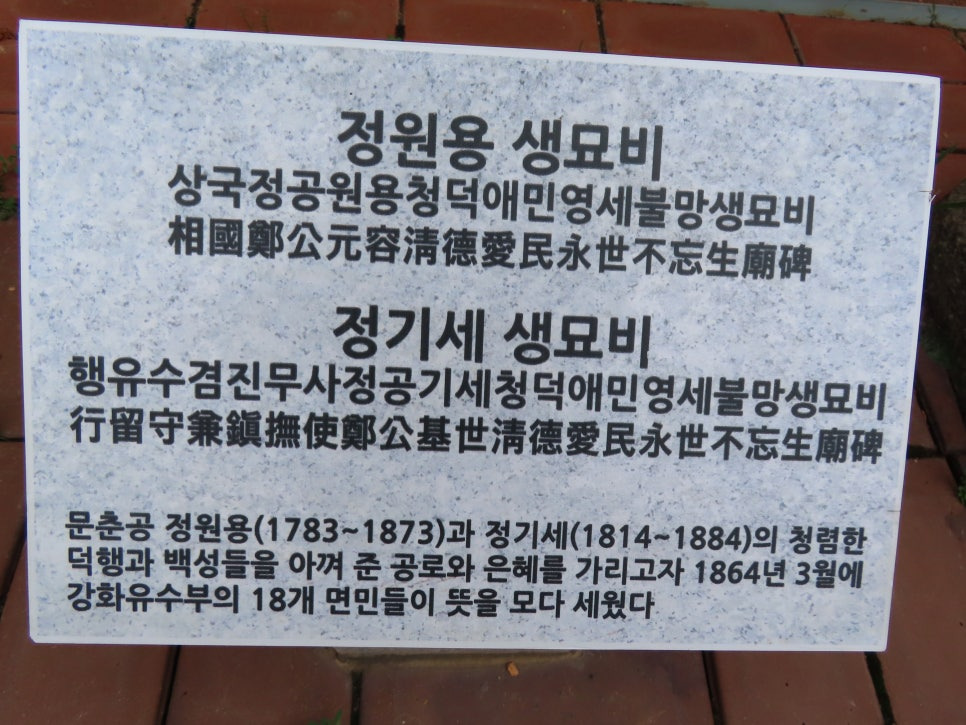 정원용 생묘비
상국정공원용청덕애민영세불망생묘비
相國鄭公元容淸德愛民永世不忘生廟碑
정기세 생묘비
행유수겸진무사정공기세청덕애민영세불망생묘비
行留守兼鎭撫使鄭公基世淸德愛民永世不忘生廟碑
문춘공 정원용(1783~1873)과 정기세(1814~1884)의 청렴한
덕행과 백성들을 아껴 준 공로와 은혜를 가리고자 1864년 3월에
강화유수부의 18개 면민들이 뜻을 모다 세웠다